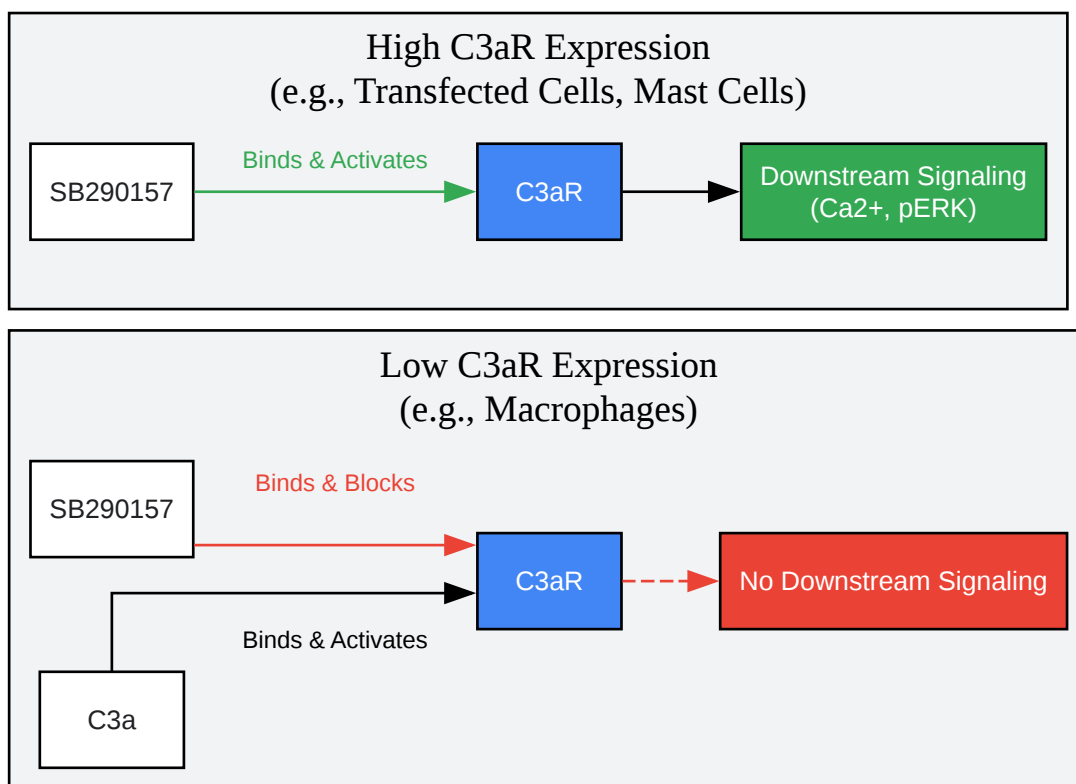 High C3aR Expression
(e.g., Transfected Cells, Mast Cells)
SB290157
Binds & Activates
C3aR
Downstream Signaling
(Ca2+, pERK)
Low C3aR Expression
(e.g., Macrophages)
SB290157
Binds & Blocks
C3aR
No Downstream Signaling
Binds & Activates
C3a